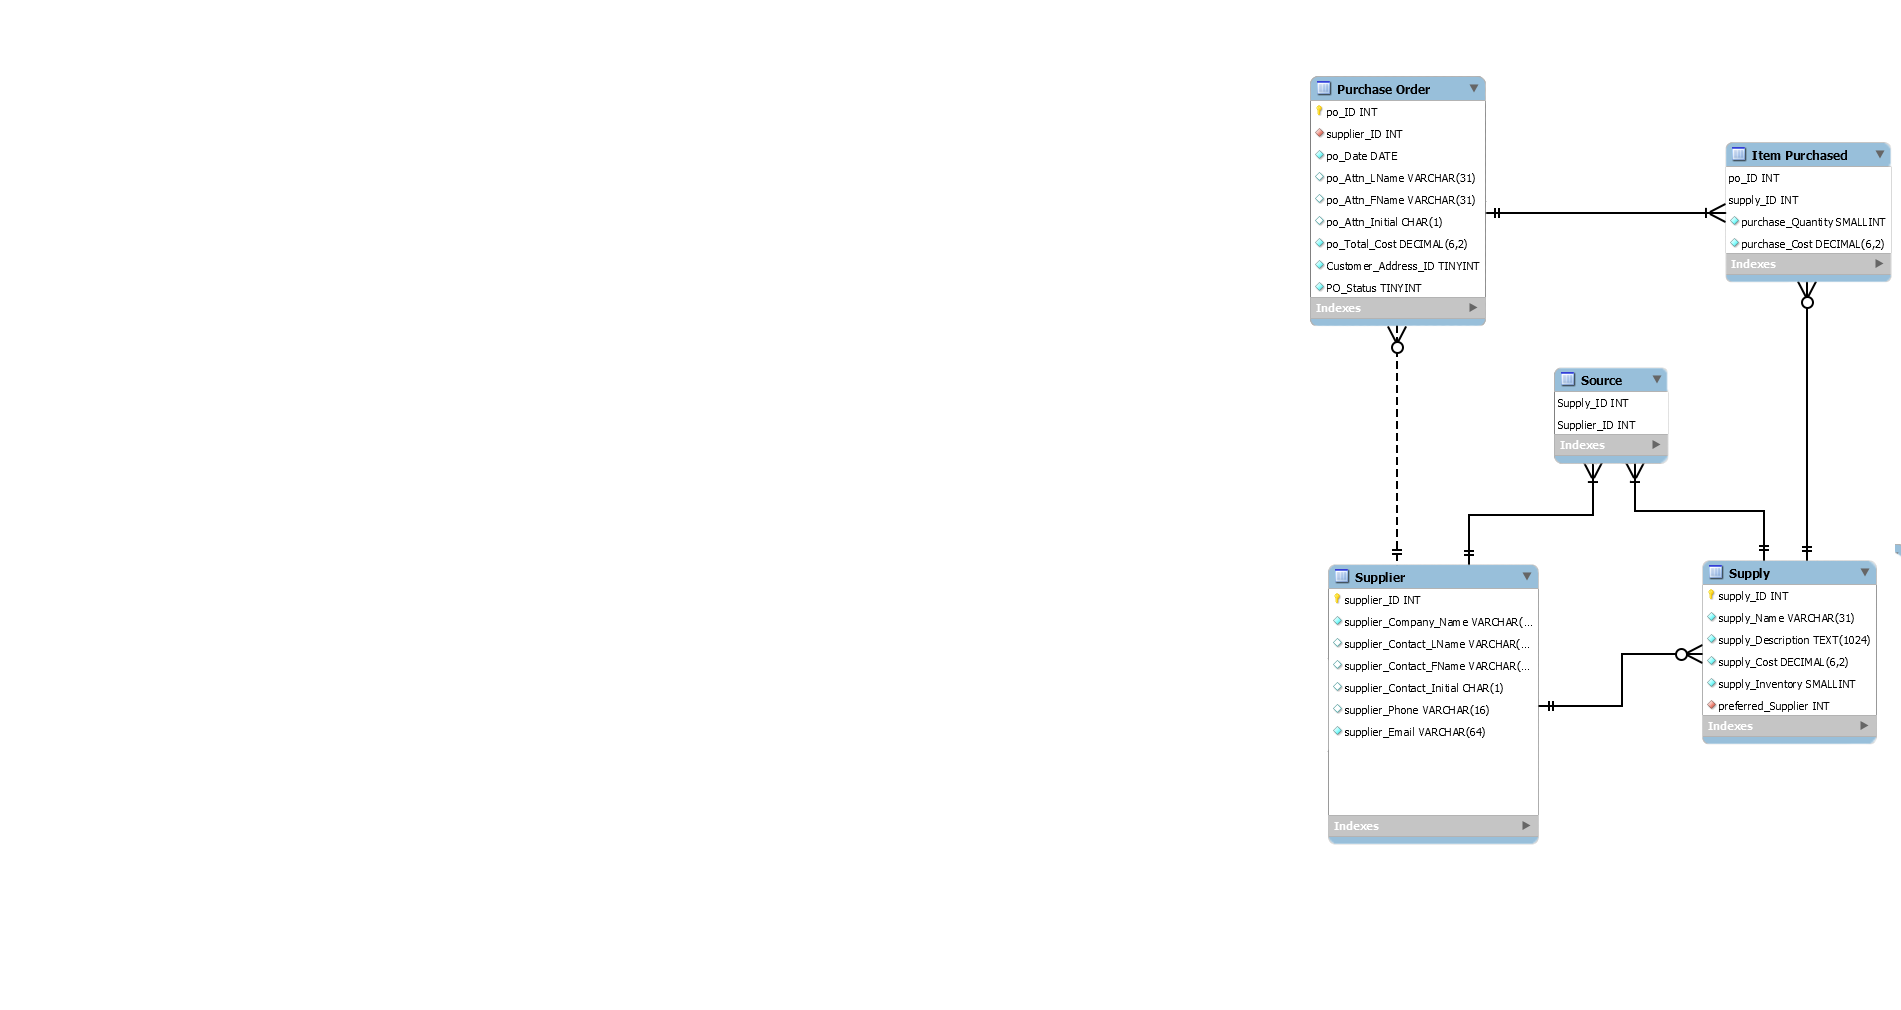 Purchase Order
po_ID INT
supplier_ID INT
po_Date DATE
po_Attn_LName VARCHAR(31)
po_Attn_FName VARCHAR(31)
po_Attn_Initial CHAR(1)
po_Total_Cost DECIMAL(6,2)
Customer_Address_ID TINYINT
PO_Status TINYINT
Indexes
Item Purchased
po_ID INT
supply_ID INT
purchase_Quantity SMALLINT
purchase_Cost DECIMAL(6,2)
Indexes
Source
Supply_ID INT
Supplier_ID INT
Indexes
Supplier
supplier_ID INT
supplier_Company_Name VARCHAR(...
supplier_Contact_LName VARCHAR(...
supplier_Contact_FName VARCHAR(...
supplier_Contact_Initial CHAR(1)
supplier_Phone VARCHAR(16)
supplier_Email VARCHAR(64)
Indexes
Supply
supply_ID INT
supply_Name VARCHAR(31)
supply_Description TEXT(1024)
supply_Cost DECIMAL(6,2)
supply_Inventory SMALLINT
preferred_Supplier INT
Indexes